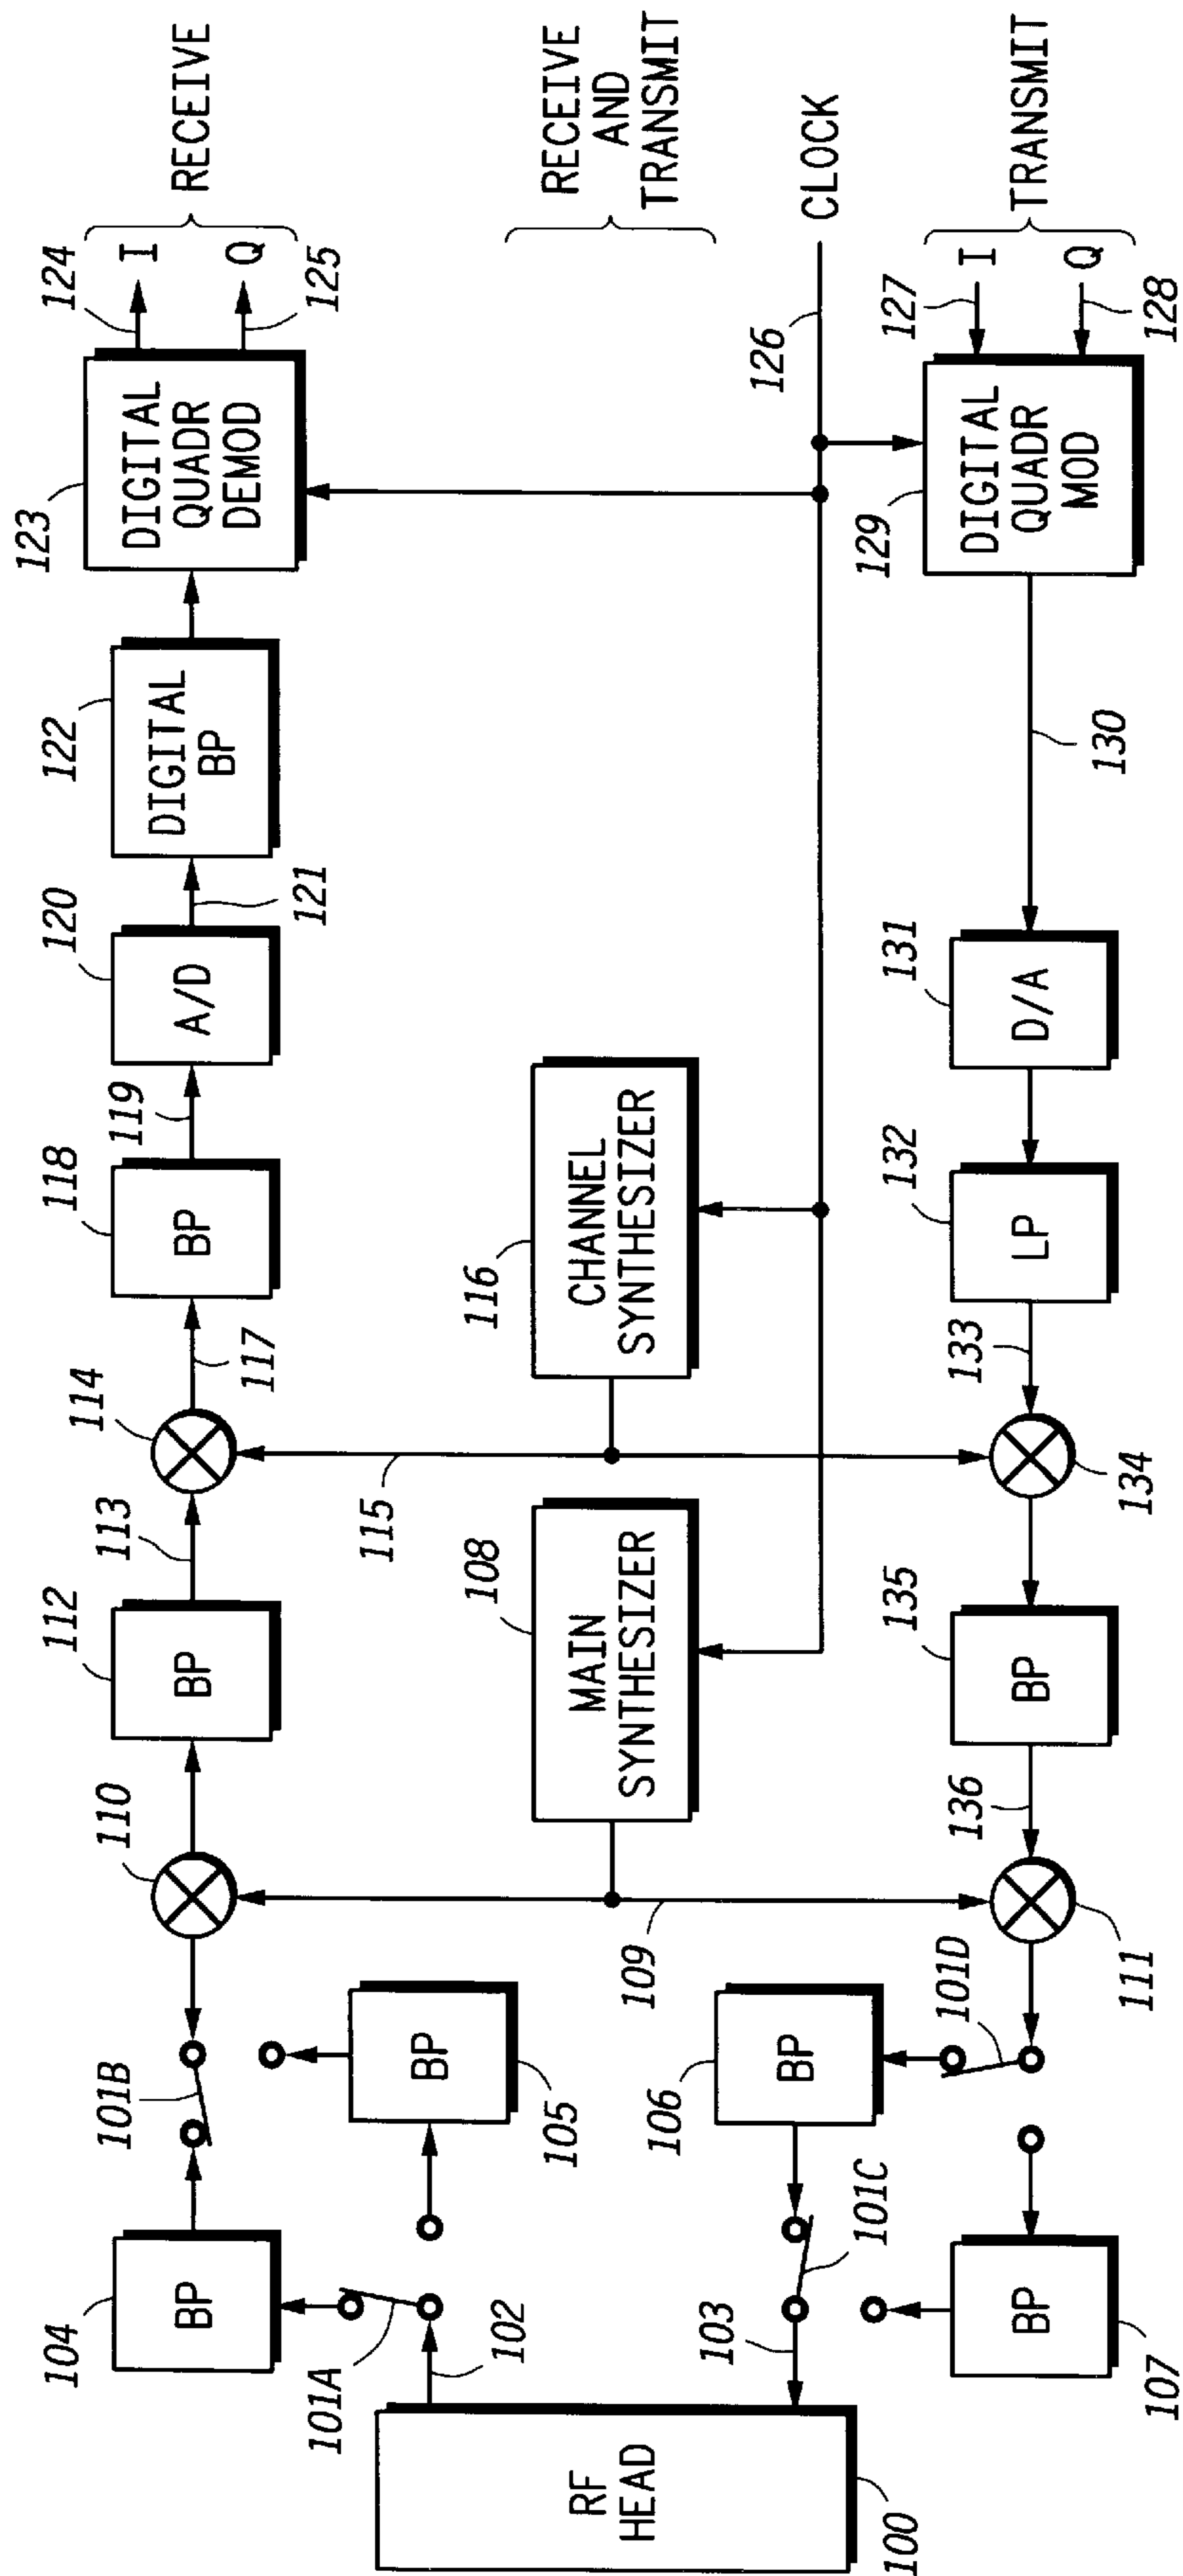 124
I
RECEIVE
Q
125
123
DIGITAL
QUADR
DEMOD
122
DIGITAL
BP
121
120
A/D
119
118
BP
117
114
113
112
BP
110
101B
104
BP
101A
102
105
BP
RECEIVE
AND
TRANSMIT
CLOCK
126
116
CHANNEL
SYNTHESIZER
115
108
MAIN
SYNTHESIZER
109
106
BP
101C
103
RF
HEAD
100
127
I
TRANSMIT
Q
128
129
DIGITAL
QUADR
MOD
130
131
D/A
132
LP
133
134
135
BP
136
111
101D
107
BP